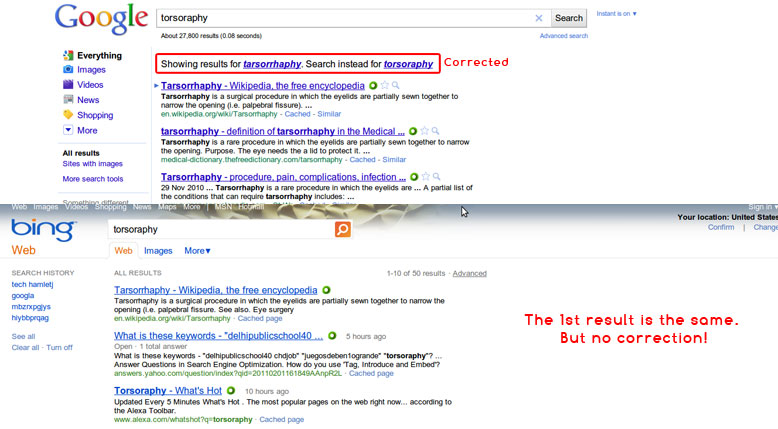 Google
torsoraphy
Search
Instant is on ▼
About 27,800 results (0.08 seconds)
Advanced search
Everything
Images
Videos
News
Shopping
More
All results
Sites with images
More search tools
Something different
Showing results for tarsorrhaphy. Search instead for torsoraphy
Corrected
Tarsorrhaphy - Wikipedia, the free encyclopedia
Tarsorrhaphy is a surgical procedure in which the eyelids are partially sewn together to
narrow the opening (i.e. palpebral fissure). ...
en.wikipedia.org/wiki/Tarsorrhaphy - Cached - Similar
tarsorrhaphy - definition of tarsorrhaphy in the Medical ...
Tarsorrhaphy is a rare procedure in which the eyelids are partially sewn together to
narrow the opening. Purpose. The eye needs the a lid to protect it. ...
medical-dictionary.thefreedictionary.com/tarsorrhaphy - Cached - Similar
Tarsorrhaphy - procedure, pain, complications, infection ...
29 Nov 2010 ... Tarsorrhaphy is a rare procedure in which the eyelids are ... A partial list of
the conditions that can require tarsorrhaphy includes: ...
Web Images Videos Shopping News Maps More | MSN Hotmail
Sign in
bing
torsoraphy
Your location: United States
Confirm | Change
Web
Web Images More▾
SEARCH HISTORY
tech hamletj
googla
mbzrxpgjys
hiybbprqag
See all
Clear all · Turn off
ALL RESULTS
1-10 of 50 results · Advanced
Tarsorrhaphy - Wikipedia, the free encyclopedia
Tarsorrhaphy is a surgical procedure in which the eyelids are partially sewn together to narrow the
opening (i.e. palpebral fissure). See also. Eye surgery
en.wikipedia.org/wiki/Tarsorrhaphy · Cached page
What is these keywords - "delhipublicschool40 ...
5 hours ago
Open · 1 total answer
What is these keywords - "delhipublicschool40 chdjob" "juegosdeben1ogrande" "torsoraphy"? ...
Answer Questions in Search Engine Optimization. How do you use 'Tag, Introduce and Embed'?
answers.yahoo.com/question/index?qid=20110201161849AAnpR2L · Cached page
Torsoraphy - What's Hot
10 hours ago
Updated Every 5 Minutes What's Hot . The most popular pages on the web right now... according to
the Alexa Toolbar.
www.alexa.com/whatshot?q=torsoraphy · Cached page
The 1st result is the same.
But no correction!